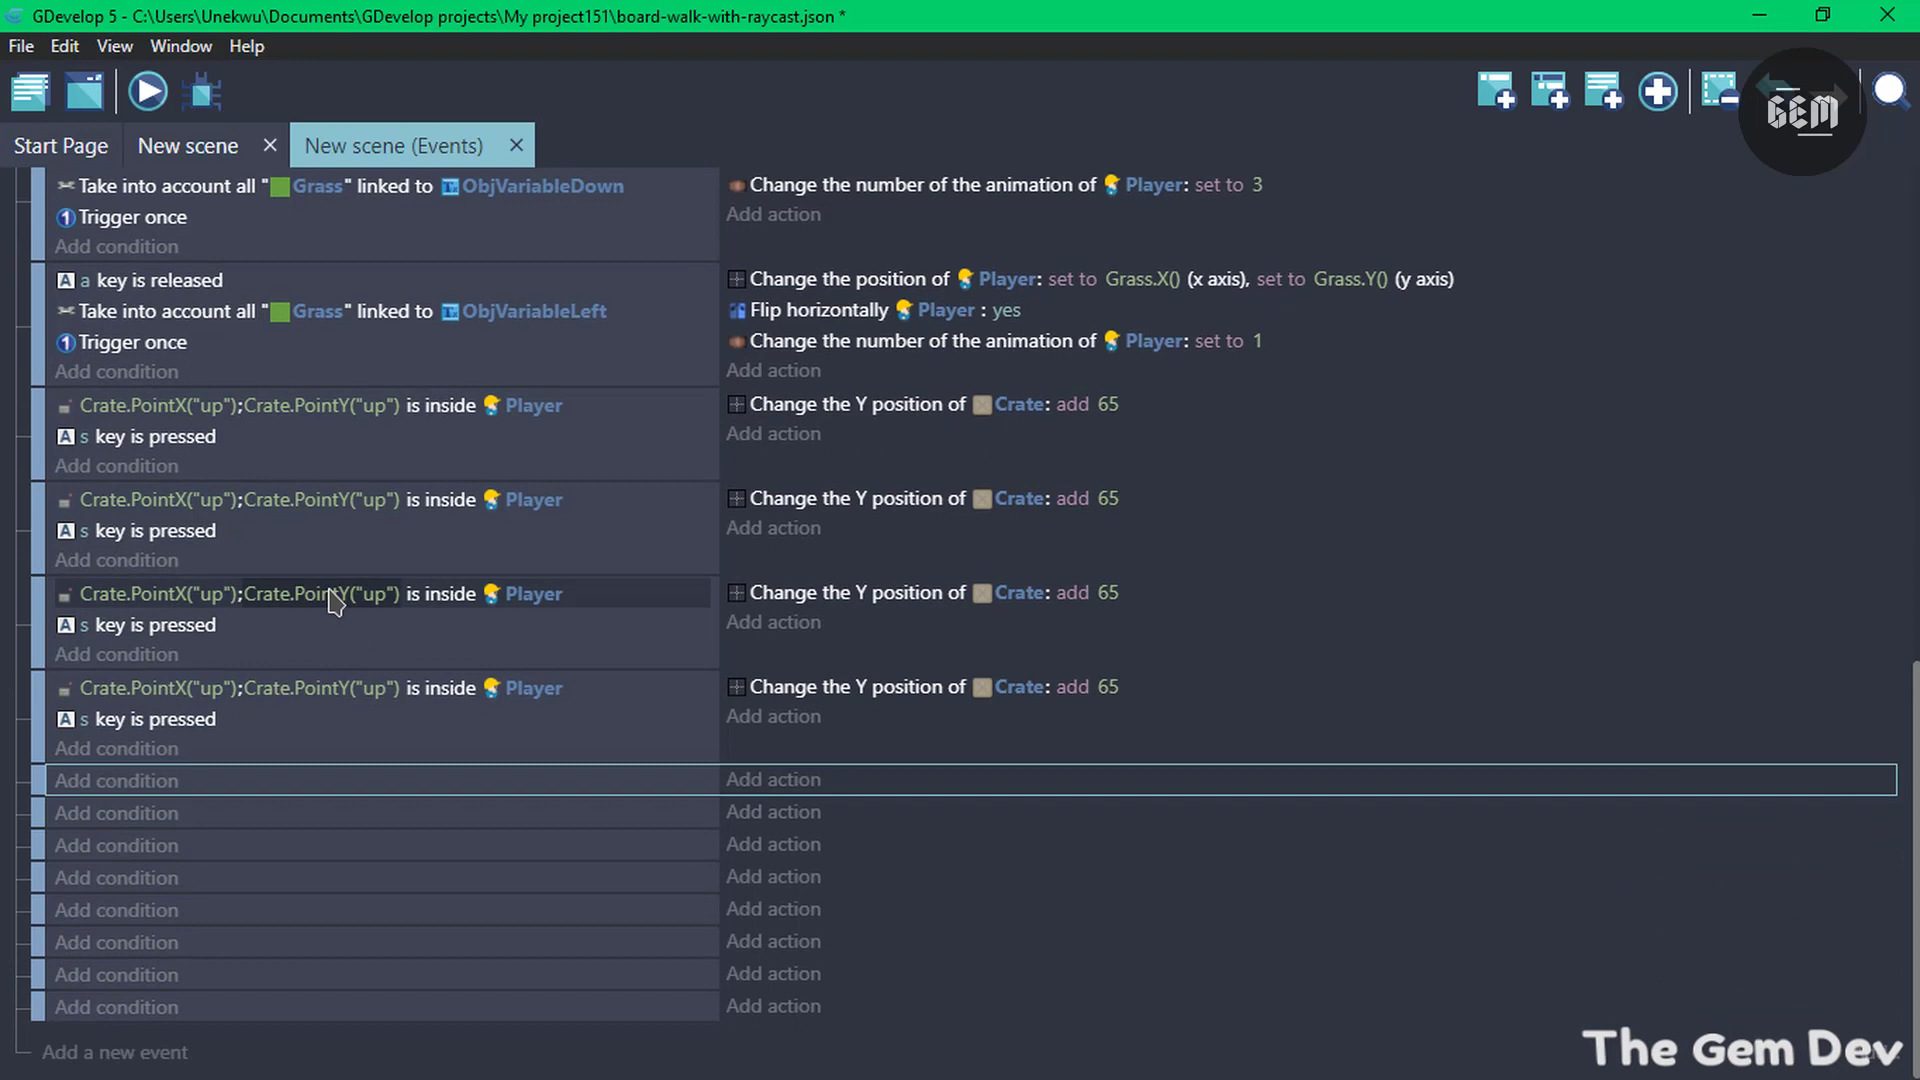 GDevelop 5 - C:\Users\Unekwu\Documents\GDevelop projects\My project151\board-walk-with-raycast.json *
File Edit View Window Help
GEM
Start Page New scene New scene (Events)
Take into account all "Grass" linked to ObjVariableDown
Change the number of the animation of Player: set to 3
Trigger once
Add action
Add condition
a key is released
Change the position of Player: set to Grass.X() (x axis), set to Grass.Y() (y axis)
Take into account all "Grass" linked to ObjVariableLeft
Flip horizontally Player : yes
Trigger once
Change the number of the animation of Player: set to 1
Add condition
Add action
Crate.PointX("up");Crate.PointY("up") is inside Player
Change the Y position of Crate: add 65
s key is pressed
Add action
Add condition
Crate.PointX("up");Crate.PointY("up") is inside Player
Change the Y position of Crate: add 65
s key is pressed
Add action
Add condition
Crate.PointX("up");Crate.PointY("up") is inside Player
Change the Y position of Crate: add 65
s key is pressed
Add action
Add condition
Crate.PointX("up");Crate.PointY("up") is inside Player
Change the Y position of Crate: add 65
s key is pressed
Add action
Add condition
Add condition Add action
Add condition Add action
Add condition Add action
Add condition Add action
Add condition Add action
Add condition Add action
Add condition Add action
Add condition Add action
Add a new event
The Gem Dev